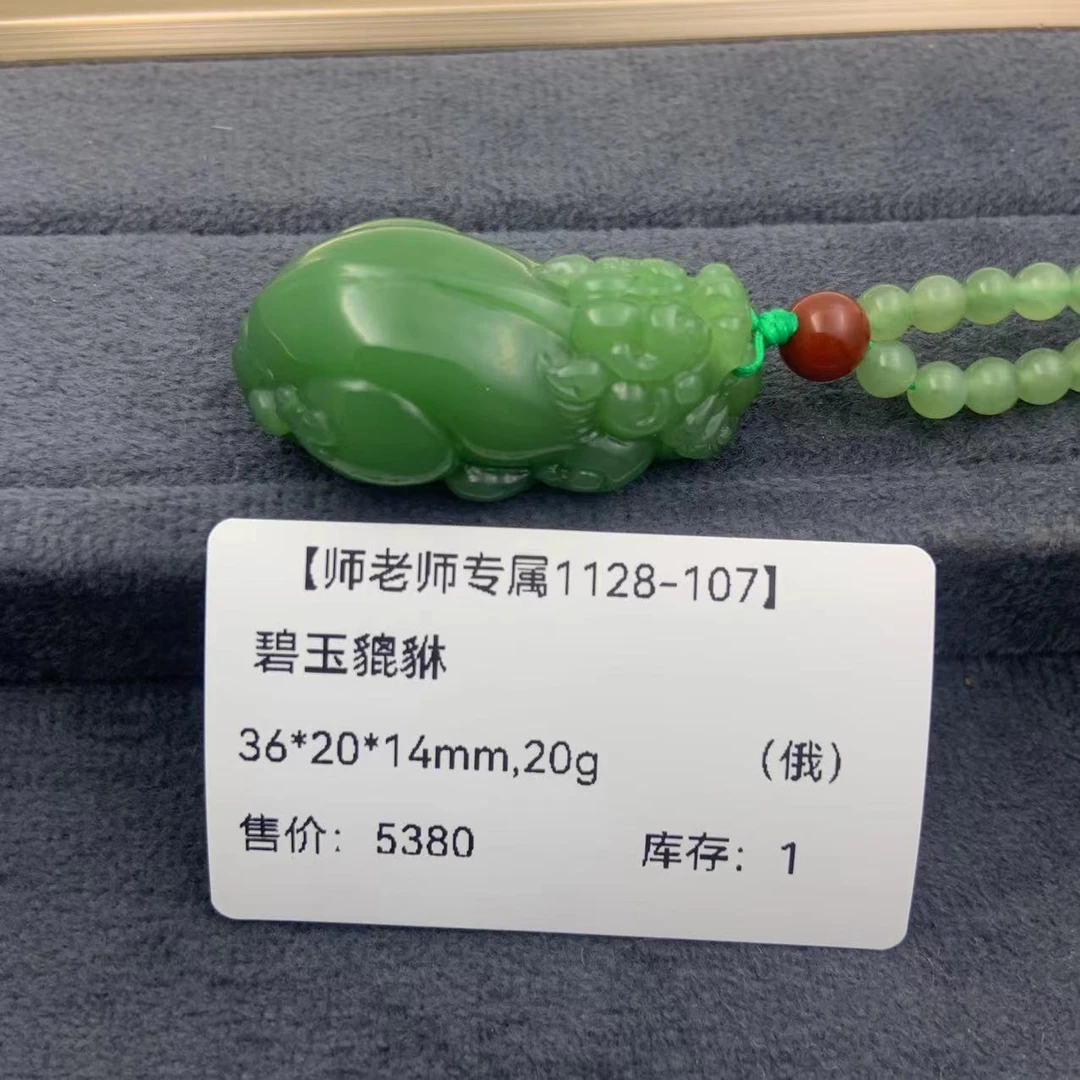 【师老师专属1128-107】
碧玉貔貅
36*20*14mm,20g （俄）
售价：5380 库存：1